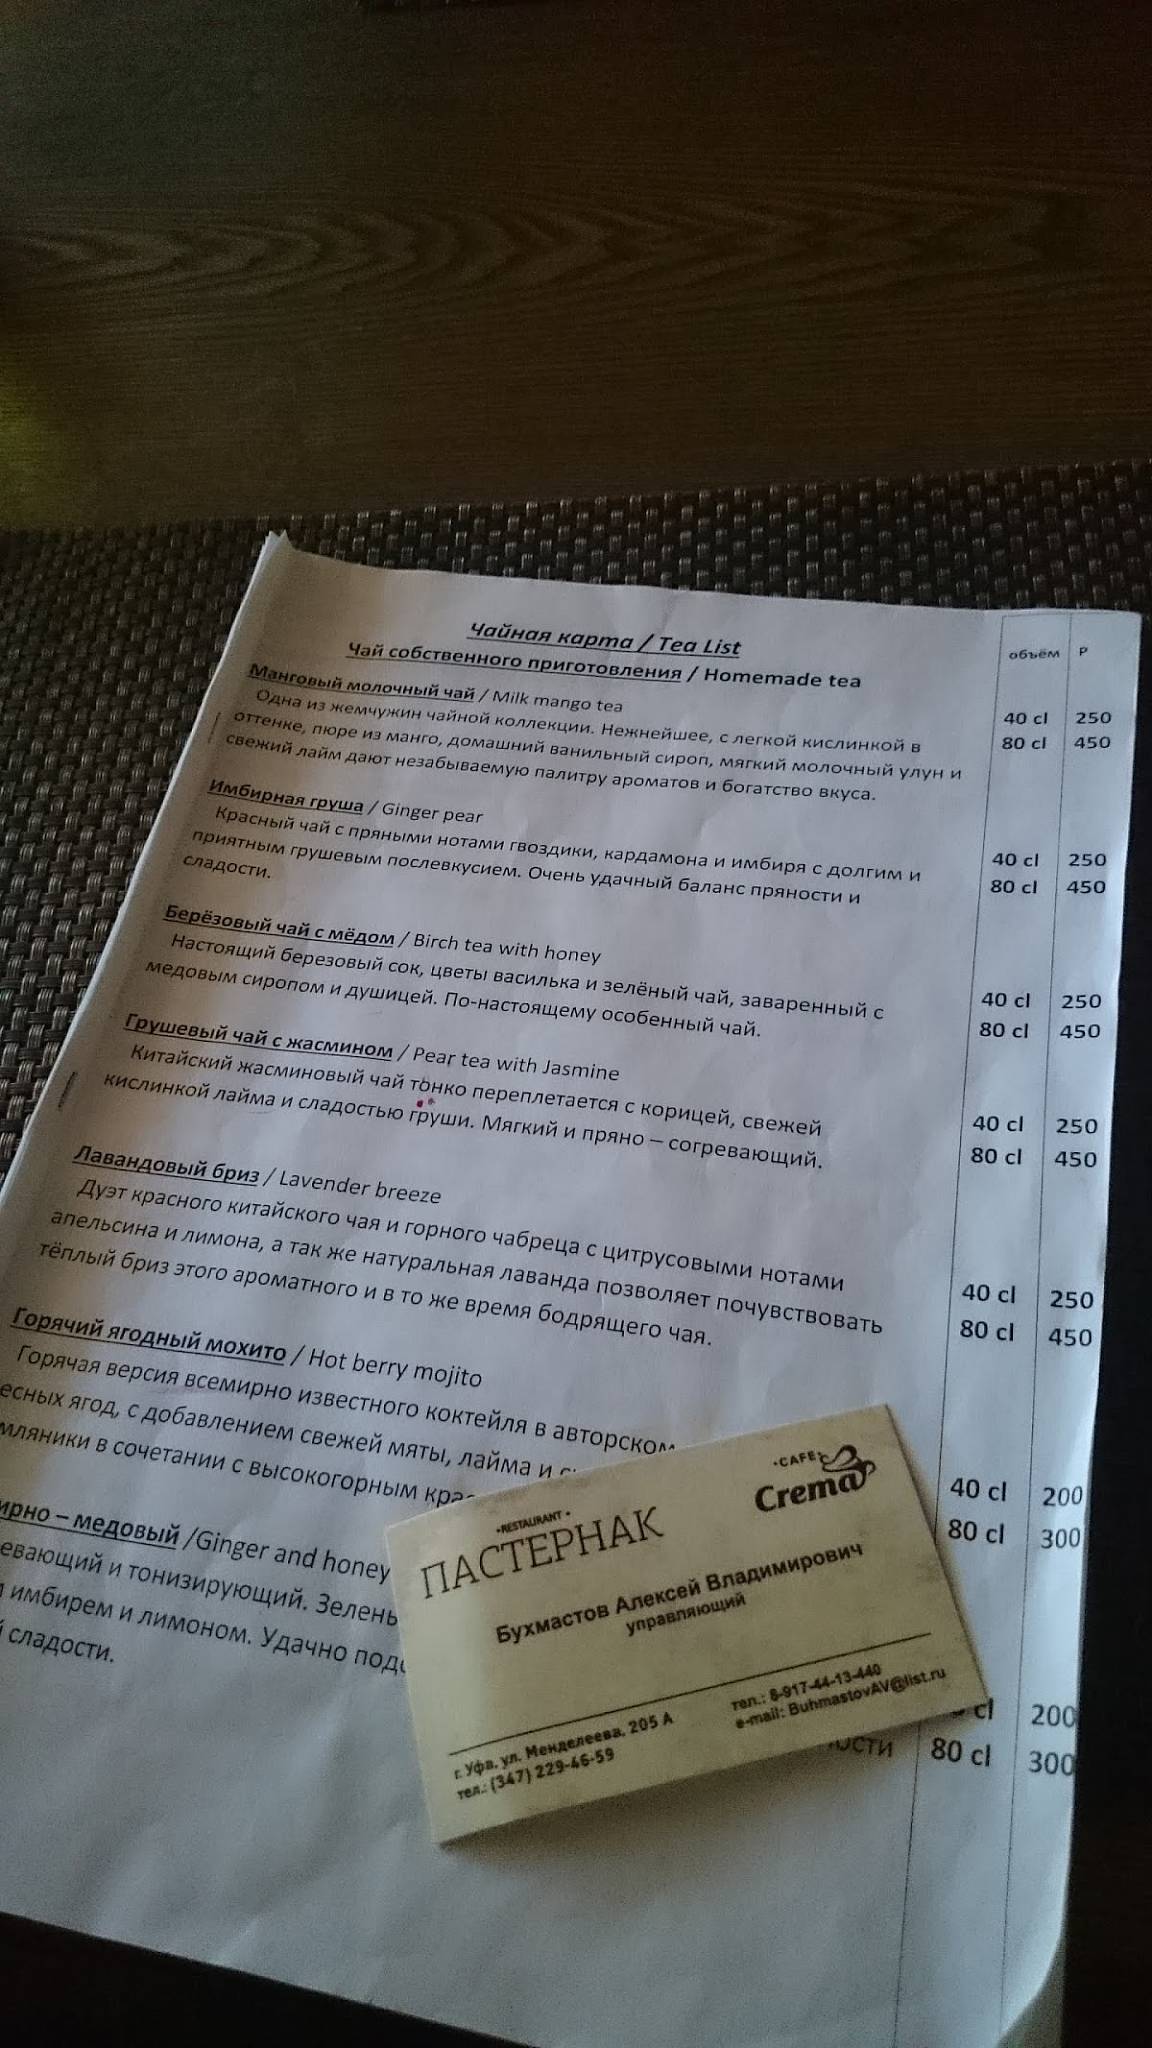 Чайная карта / Tea List
Чай собственного приготовления / Homemade tea
объём Р
Манговый молочный чай / Milk mango tea
Одна из жемчужин чайной коллекции. Нежнейшее, с легкой кислинкой в
оттенке, пюре из манго, домашний ванильный сироп, мягкий молочный улун и
свежий лайм дают незабываемую палитру ароматов и богатство вкуса.
40 cl 250
80 cl 450
Имбирная груша / Ginger pear
Красный чай с пряными нотами гвоздики, кардамона и имбиря с долгим и
приятным грушевым послевкусием. Очень удачный баланс пряности и
сладости.
40 cl 250
80 cl 450
Берёзовый чай с мёдом / Birch tea with honey
Настоящий березовый сок, цветы василька и зелёный чай, заваренный с
медовым сиропом и душицей. По-настоящему особенный чай.
40 cl 250
80 cl 450
Грушевый чай с жасмином / Pear tea with Jasmine
Китайский жасминовый чай тонко переплетается с корицей, свежей
кислинкой лайма и сладостью груши. Мягкий и пряно – согревающий.
40 cl 250
80 cl 450
Лавандовый бриз / Lavender breeze
Дуэт красного китайского чая и горного чабреца с цитрусовыми нотами
апельсина и лимона, а так же натуральная лаванда позволяет почувствовать
тёплый бриз этого ароматного и в то же время бодрящего чая.
40 cl 250
80 cl 450
Горячий ягодный мохито / Hot berry mojito
Горячая версия всемирно известного коктейля в авторском
есных ягод, с добавлением свежей мяты, лайма и
мляники в сочетании с высокогорным кра
40 cl 200
80 cl 300
ирно – медовый /Ginger and honey
евающий и тонизирующий. Зелень
имбирем и лимоном. Удачно подч
й сладости.
cl 200
ности 80 cl 300
•RESTAURANT•
ПАСТЕРНАК
•CAFE•
Crema
Бухмастов Алексей Владимирович
управляющий
г. Уфа, ул. Менделеева, 205 А
тел.: (347) 229-46-59
тел.: 8-917-44-13-440
e-mail: BuhmastovAV@list.ru